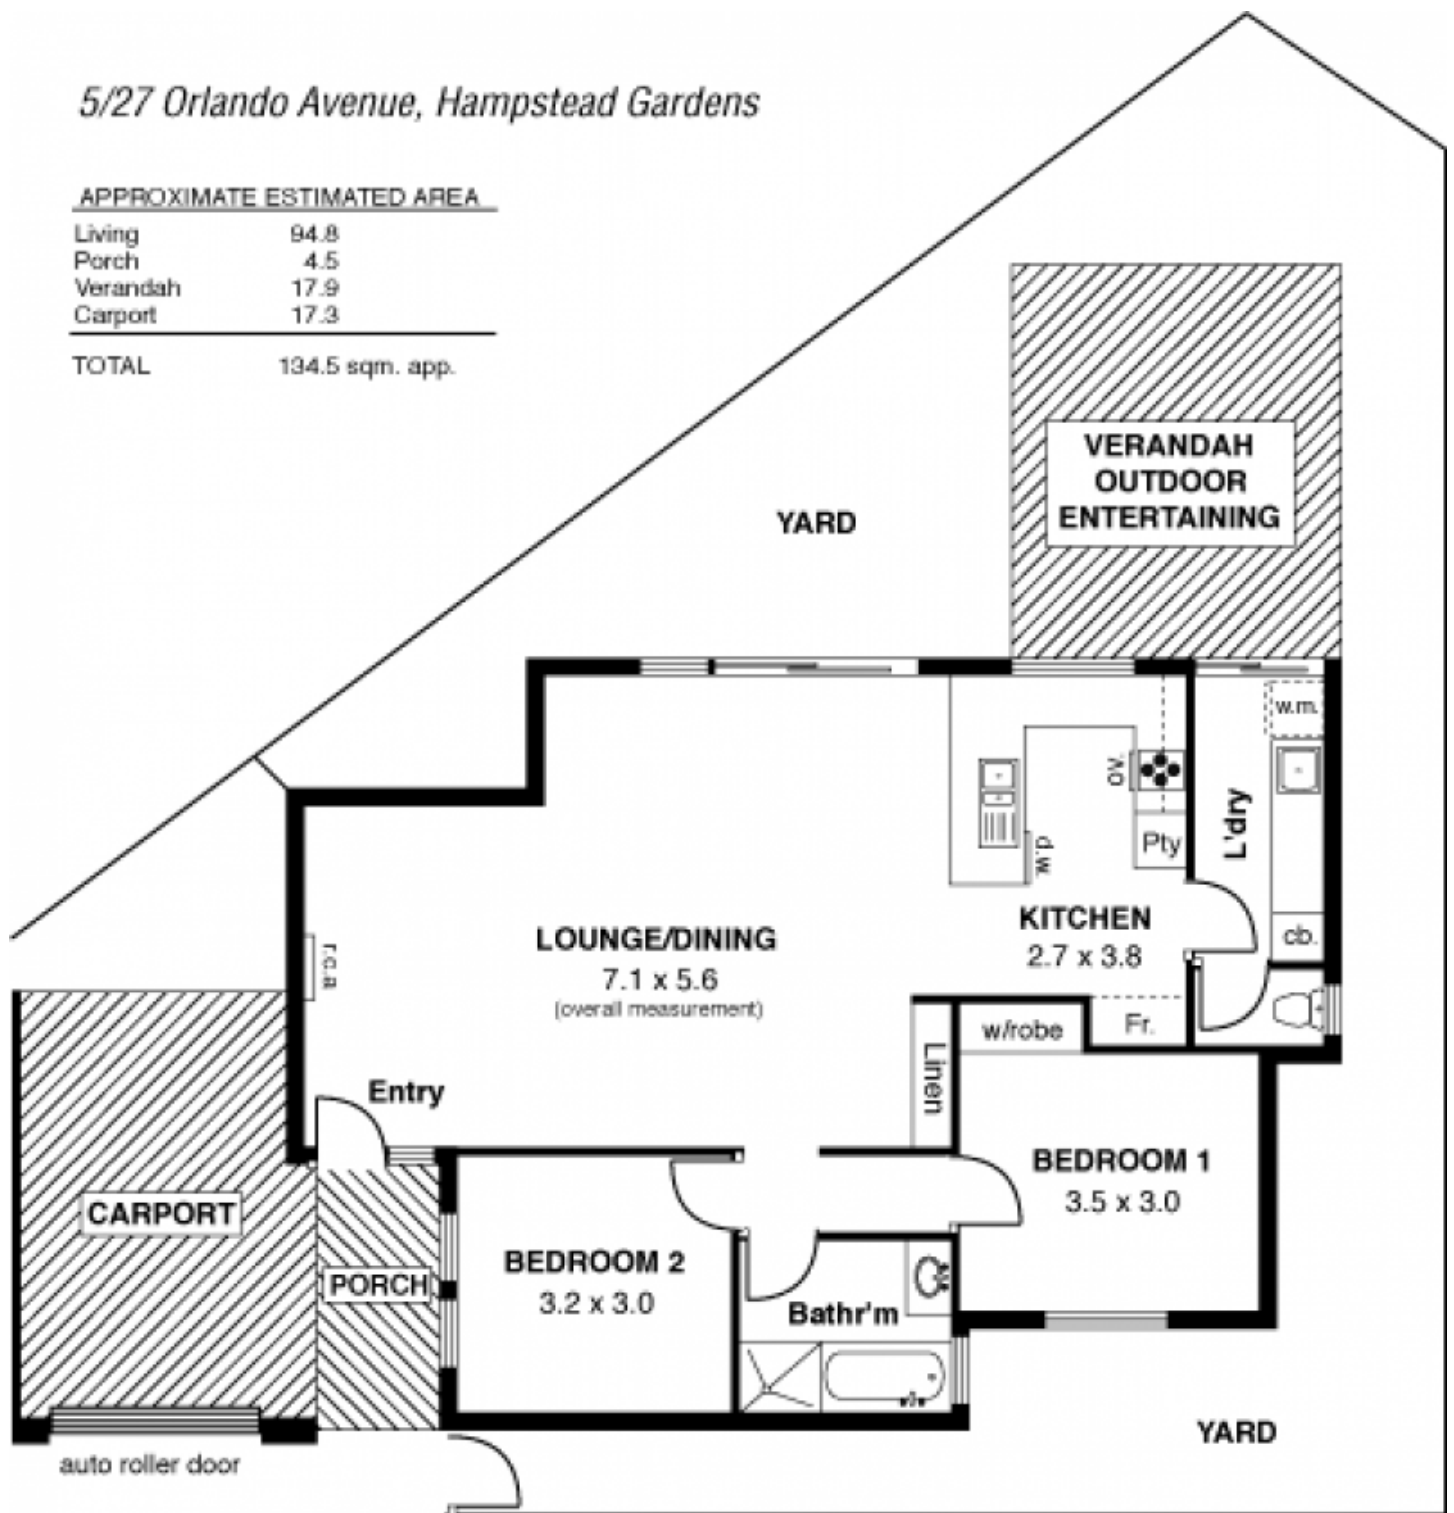 5/27 Orlando Avenue, Hampstead Gardens
APPROXIMATE ESTIMATED AREA
Living 94.8
Porch 4.5
Verandah 17.9
Carport 17.3
TOTAL 134.5 sqm. app.
VERANDAH
OUTDOOR
ENTERTAINING
YARD
w.m.
ov.
L'dry
Pty
d.w.
KITCHEN
2.7 x 3.8
cb.
LOUNGE/DINING
7.1 x 5.6
(overall measurement)
r.c.a
Fr.
w/robe
Linen
Entry
BEDROOM 1
3.5 x 3.0
CARPORT
PORCH
BEDROOM 2
3.2 x 3.0
Bathr'm
YARD
auto roller door